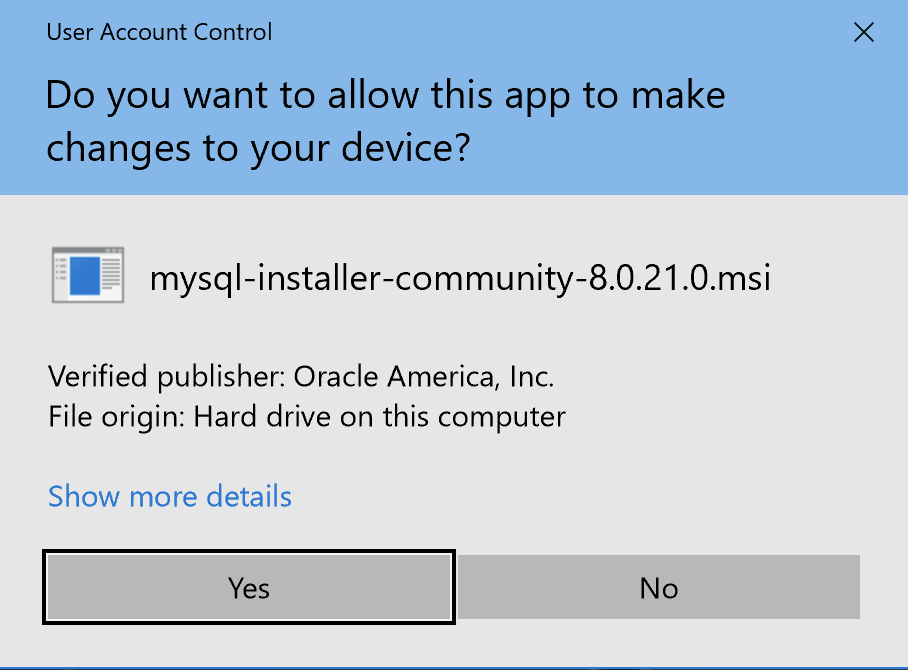 User Account Control
Do you want to allow this app to make
changes to your device?
mysql-installer-community-8.0.21.0.msi
Verified publisher: Oracle America, Inc.
File origin: Hard drive on this computer
Show more details
Yes
No